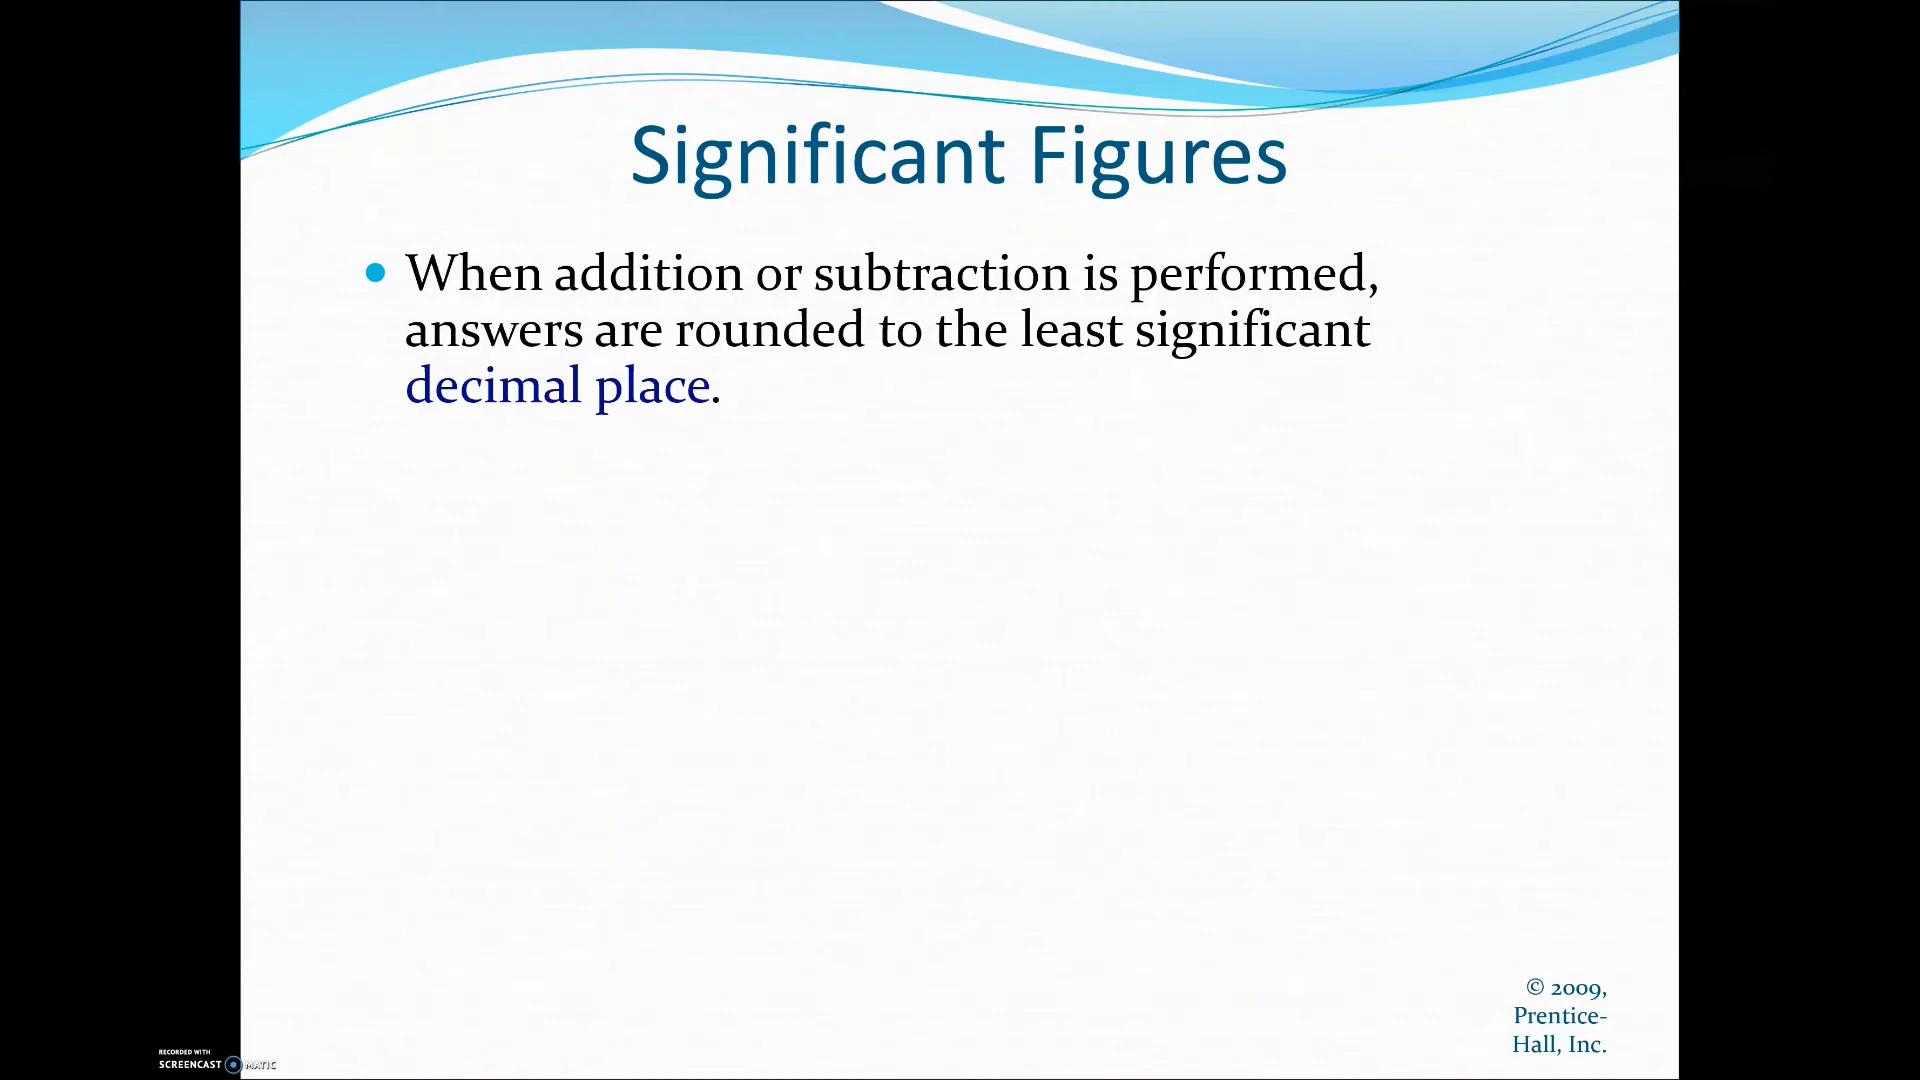 Significant Figures
When addition or subtraction is performed,
answers are rounded to the least significant
decimal place.
© 2009,
Prentice-
Hall, Inc.
RECORDED WITH
SCREENCAST MATIC